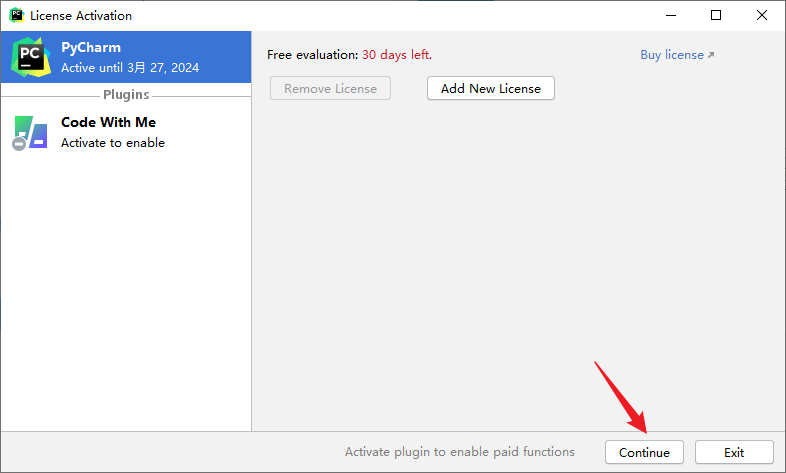 License Activation
PC
PyCharm
Active until 3月 27, 2024
Plugins
Code With Me
Activate to enable
Free evaluation: 30 days left.
Buy license
Remove License
Add New License
Activate plugin to enable paid functions
Continue
Exit